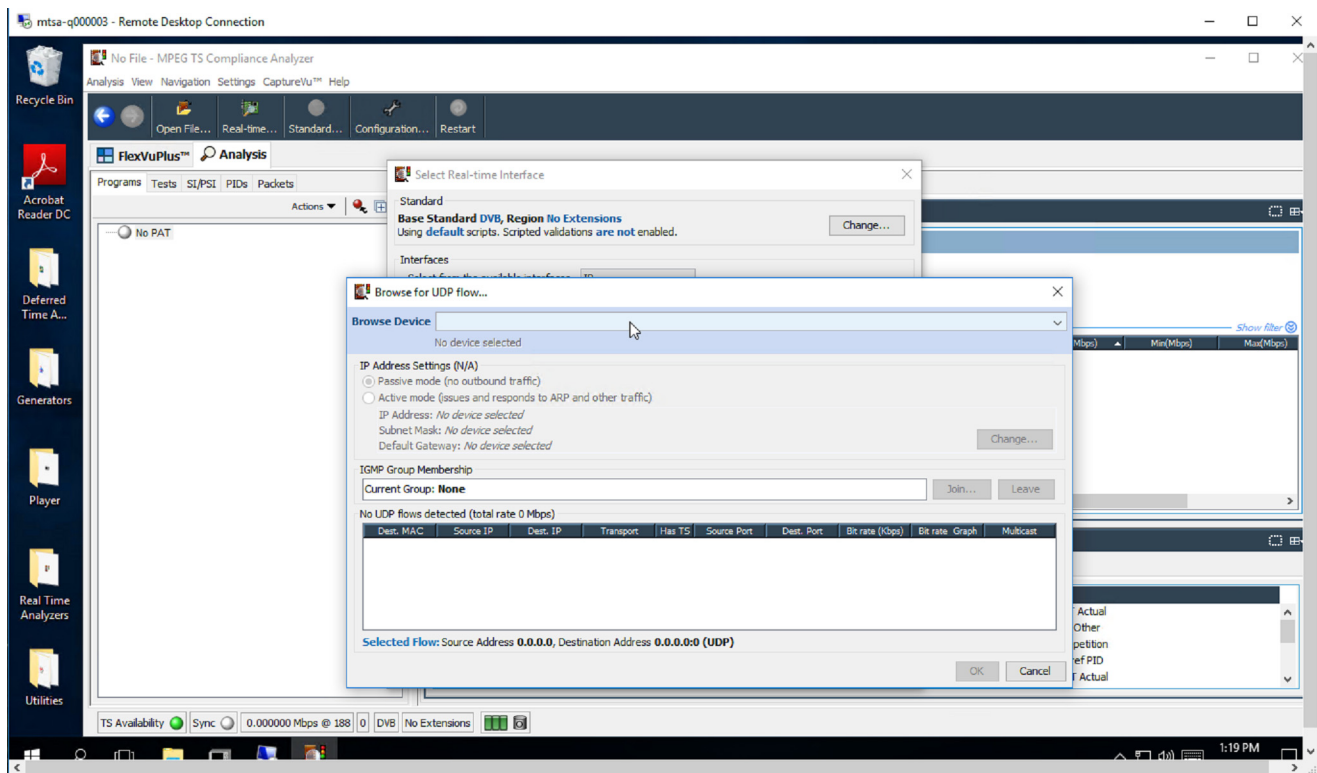 mtsa-q000003 - Remote Desktop Connection
Recycle Bin
Acrobat
Reader DC
Deferred
Time A...
Generators
Player
Real Time
Analyzers
Utilities
No File - MPEG TS Compliance Analyzer
Analysis View Navigation Settings CaptureVu™ Help
Open File... Real-time... Standard... Configuration... Restart
FlexVuPlus™ Analysis
Programs Tests SI/PSI PIDs Packets
Actions
No PAT
Select Real-time Interface
Standard
Base Standard DVB, Region No Extensions
Using default scripts. Scripted validations are not enabled.
Change...
Interfaces
Browse for UDP flow...
Browse Device
No device selected
IP Address Settings (N/A)
Passive mode (no outbound traffic)
Active mode (issues and responds to ARP and other traffic)
IP Address: No device selected
Subnet Mask: No device selected
Default Gateway: No device selected
Change...
IGMP Group Membership
Current Group: None
Join... Leave
No UDP flows detected (total rate 0 Mbps)
Dest. MAC Source IP Dest. IP Transport Has TS Source Port Dest. Port Bit rate (Kbps) Bit rate Graph Multicast
Selected Flow: Source Address 0.0.0.0, Destination Address 0.0.0.0:0 (UDP)
OK Cancel
Show filter
Mbps) Min(Mbps) Max(Mbps)
Actual
Other
petition
ref PID
Actual
TS Availability Sync 0.000000 Mbps @ 188 0 DVB No Extensions
1:19 PM